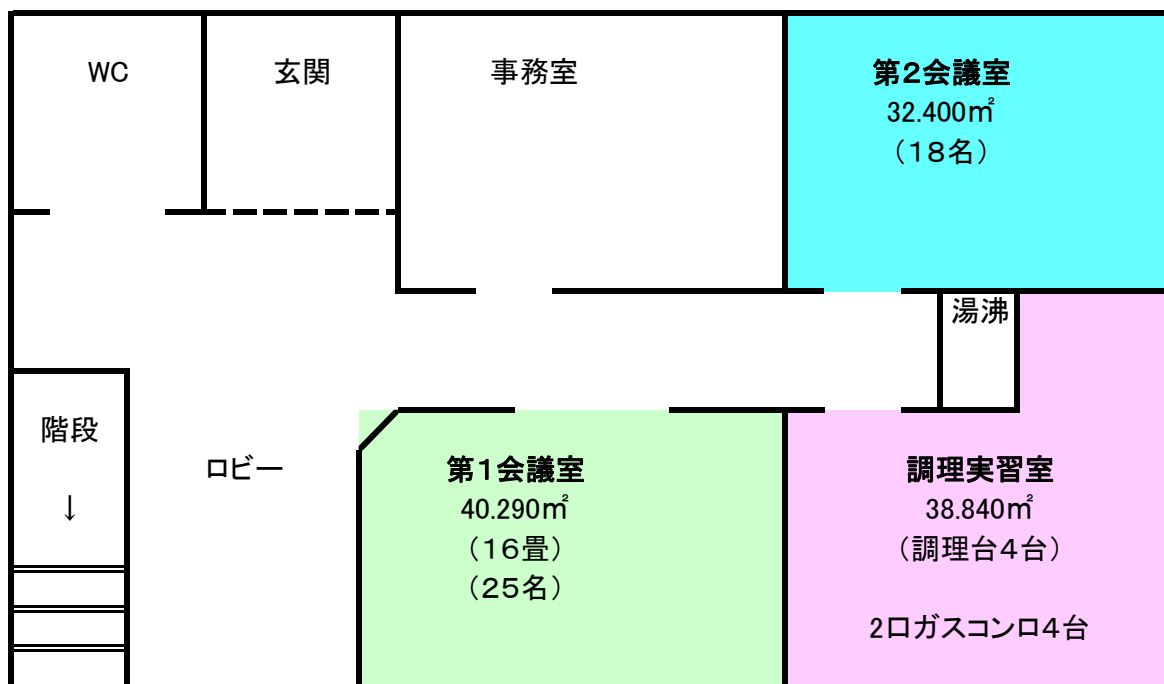 WC
玄関
事務室
第２会議室
32.400㎡
（１８名）
湯沸
階段
↓
ロビー
第１会議室
40.290㎡
（１６畳）
（２５名）
調理実習室
38.840㎡
（調理台４台）
2口ガスコンロ４台